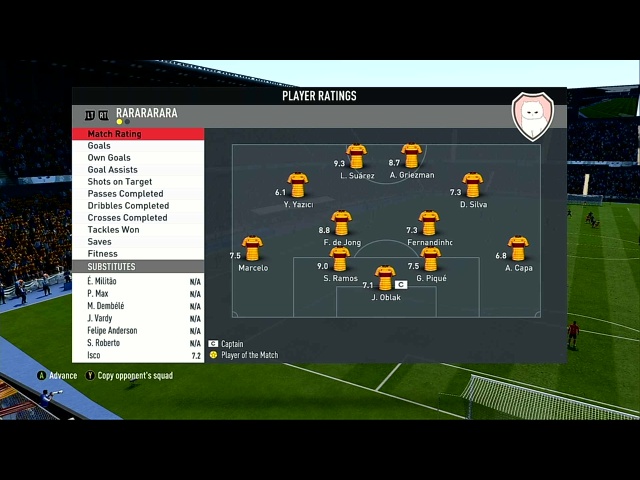 PLAYER RATINGS
LT RT RARARARARA
Match Rating
Goals
Own Goals
Goal Assists
Shots on Target
Passes Completed
Dribbles Completed
Crosses Completed
Tackles Won
Saves
Fitness
SUBSTITUTES
É. Militão N/A
P. Max N/A
M. Dembélé N/A
J. Vardy N/A
Felipe Anderson N/A
S. Roberto N/A
Isco 7.2
9.3 L. Suárez
8.7 A. Griezman
6.1 Y. Yazici
7.3 D. Silva
8.8 F. de Jong
7.3 Fernandinho
7.5 Marcelo
9.0 S. Ramos
7.5 G. Piqué
6.8 A. Capa
7.1 J. Oblak C
C Captain
Player of the Match
A Advance Y Copy opponent's squad